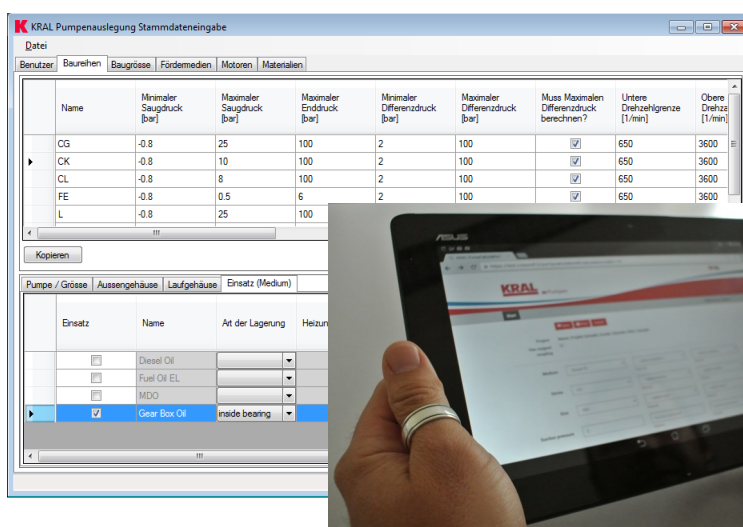 KRAL Pumpenauslegung Stammdateneingabe
Datei
Benutzer Baureihen Baugrösse Fördermedien Motoren Materialien
Name Minimaler Saugdruck [bar] Maximaler Saugdruck [bar] Maximaler Enddruck [bar] Minimaler Differenzdruck [bar] Maximaler Differenzdruck [bar] Muss Maximalen Differenzdruck berechnen? Untere Drehzehlgrenze [1/min] Obere Drehza [1/min]
CG -0.8 25 100 2 100 650 3600
CK -0.8 10 100 2 100 650 3600
CL -0.8 8 100 2 100 650 3600
FE -0.8 0.5 6 2 100 650 3600
L -0.8 25 100
Kopieren
Pumpe / Grösse Aussengehäuse Laufgehäuse Einsatz (Medium)
Einsatz Name Art der Lagerung Heizun
Diesel Oil
Fuel Oil EL
MDO
Gear Box Oil inside bearing
ASUS
KRAL